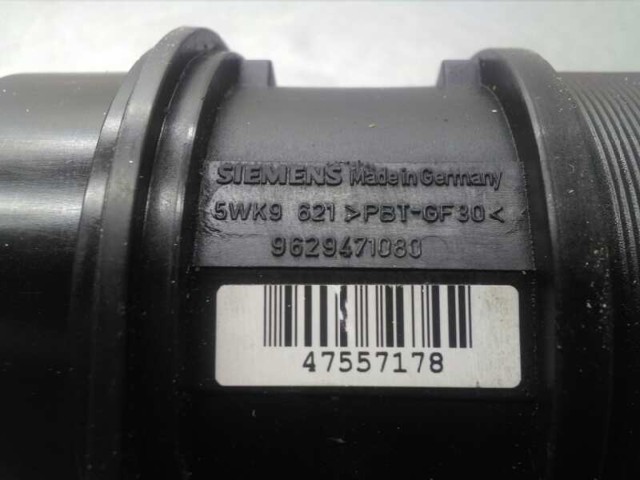 SIEMENS Made in Germany
5WK9 621 >PBT-GF30<
9629471080
47557178